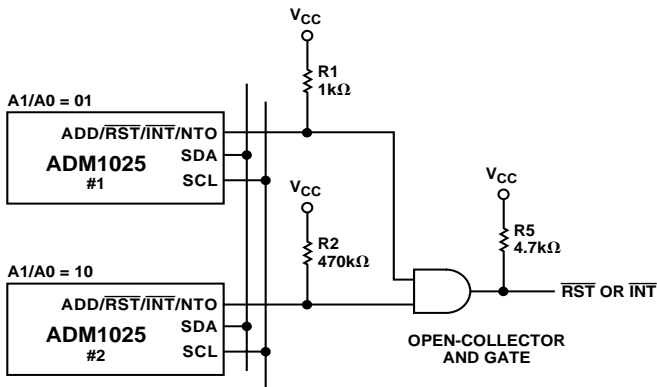 VCC
R1
1kΩ
A1/A0 = 01
ADD/RST/INT/NTO
ADM1025
SDA
#1
SCL
VCC
VCC
R2
470kΩ
R5
4.7kΩ
A1/A0 = 10
ADD/RST/INT/NTO
RST OR INT
ADM1025
SDA
#2
SCL
OPEN-COLLECTOR
AND GATE